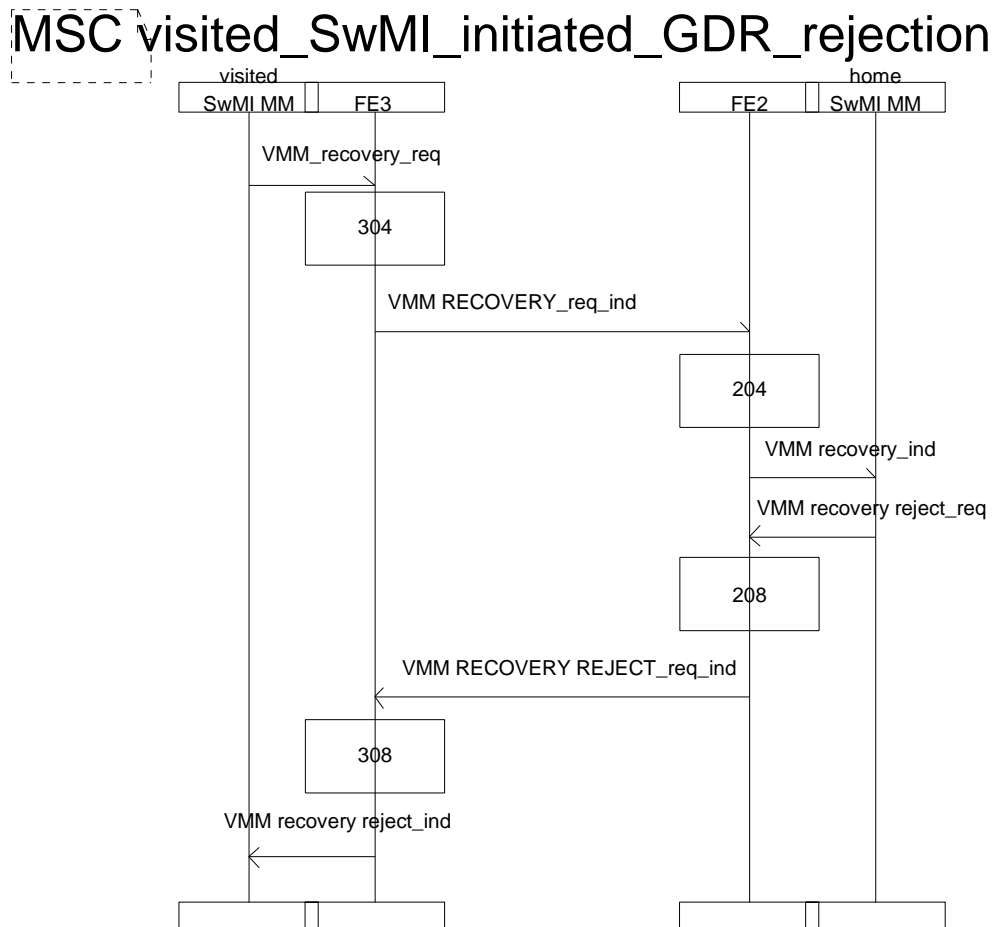 MSC visited_SwMI_initiated_GDR_rejection
visited
SwMI MM
FE3
FE2
home
SwMI MM
VMM_recovery_req
304
VMM RECOVERY_req_ind
204
VMM recovery_ind
VMM recovery reject_req
208
VMM RECOVERY REJECT_req_ind
308
VMM recovery reject_ind